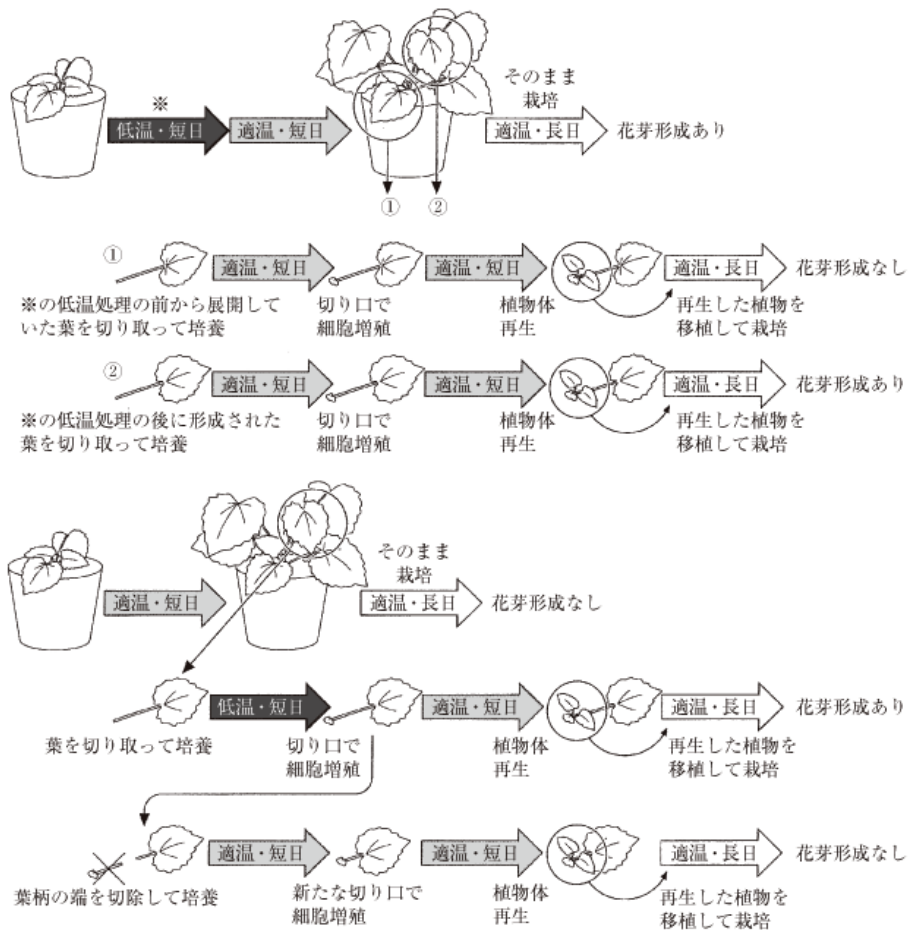 ※
低温・短日
適温・短日
そのまま
栽培
適温・長日
花芽形成あり
①
②
①
適温・短日
適温・短日
適温・長日
花芽形成なし
※の低温処理の前から展開して
いた葉を切り取って培養
切り口で
細胞増殖
植物体
再生
再生した植物を
移植して栽培
②
適温・短日
適温・短日
適温・長日
花芽形成あり
※の低温処理の後に形成された
葉を切り取って培養
切り口で
細胞増殖
植物体
再生
再生した植物を
移植して栽培
適温・短日
そのまま
栽培
適温・長日
花芽形成なし
低温・短日
適温・短日
適温・長日
花芽形成あり
葉を切り取って培養
切り口で
細胞増殖
植物体
再生
再生した植物を
移植して栽培
適温・短日
適温・短日
適温・長日
花芽形成なし
葉柄の端を切除して培養
新たな切り口で
細胞増殖
植物体
再生
再生した植物を
移植して栽培